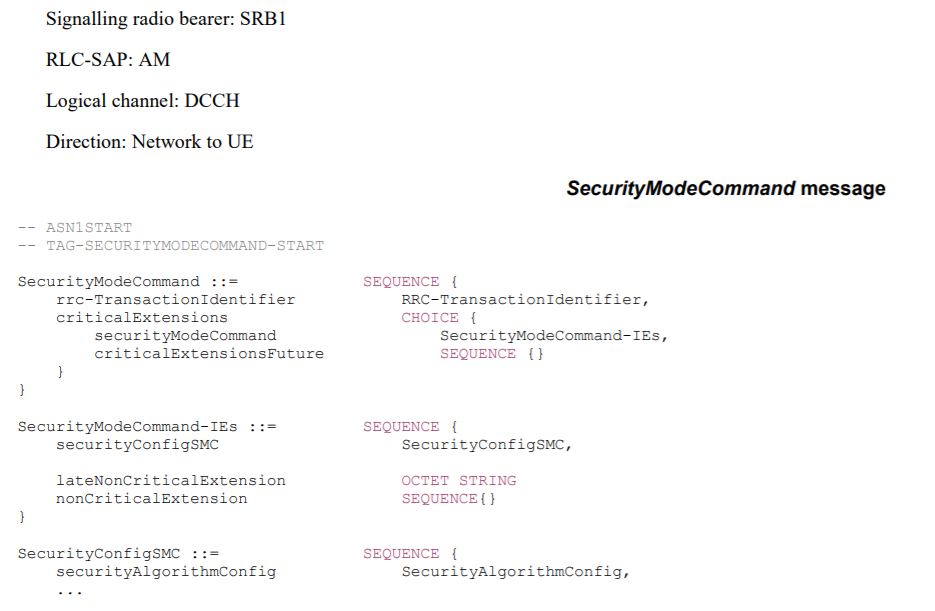 Signalling radio bearer: SRB1
RLC-SAP: AM
Logical channel: DCCH
Direction: Network to UE
SecurityModeCommand message
-- ASN1START
-- TAG-SECURITYMODECOMMAND-START
SecurityModeCommand ::= SEQUENCE {
rrc-TransactionIdentifier RRC-TransactionIdentifier,
criticalExtensions CHOICE {
securityModeCommand SecurityModeCommand-IEs,
criticalExtensionsFuture SEQUENCE {}
}
}
SecurityModeCommand-IEs ::= SEQUENCE {
securityConfigSMC SecurityConfigSMC,
lateNonCriticalExtension OCTET STRING
nonCriticalExtension SEQUENCE{}
}
SecurityConfigSMC ::= SEQUENCE {
securityAlgorithmConfig SecurityAlgorithmConfig,
...